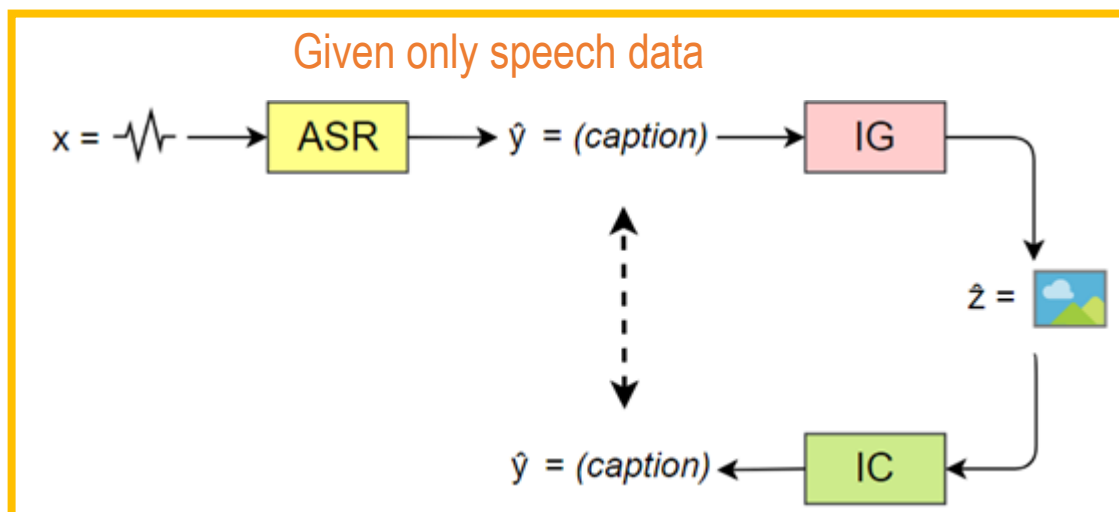 Given only speech data
x =
ASR
ŷ = (caption)
IG
ẑ =
ŷ = (caption)
IC